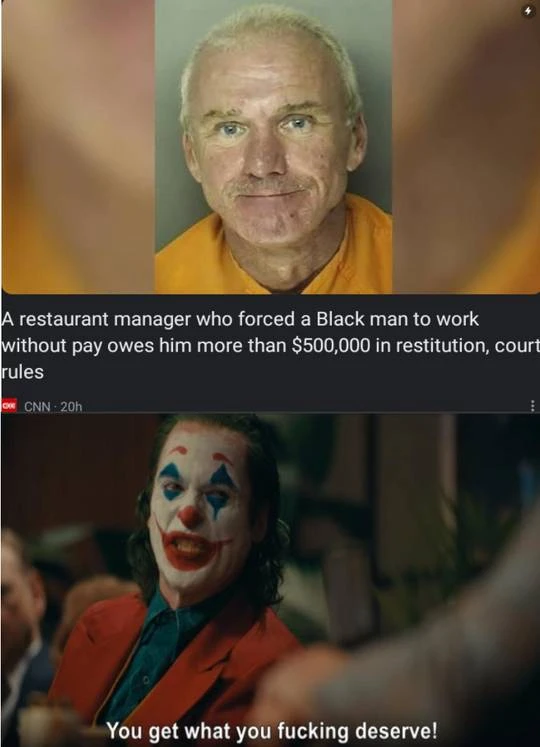 A restaurant manager who forced a Black man to work
without pay owes him more than $500,000 in restitution, court
rules
CNN CNN · 20h
You get what you fucking deserve!